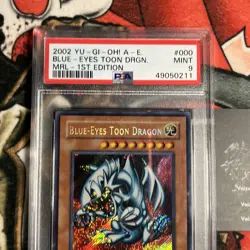 2002 YU - GI - OH! A - E. #000
BLUE - EYES TOON DRGN. MINT
MRL - 1ST EDITION PSA 9
49050211
BLUE-EYES TOON DRAGON